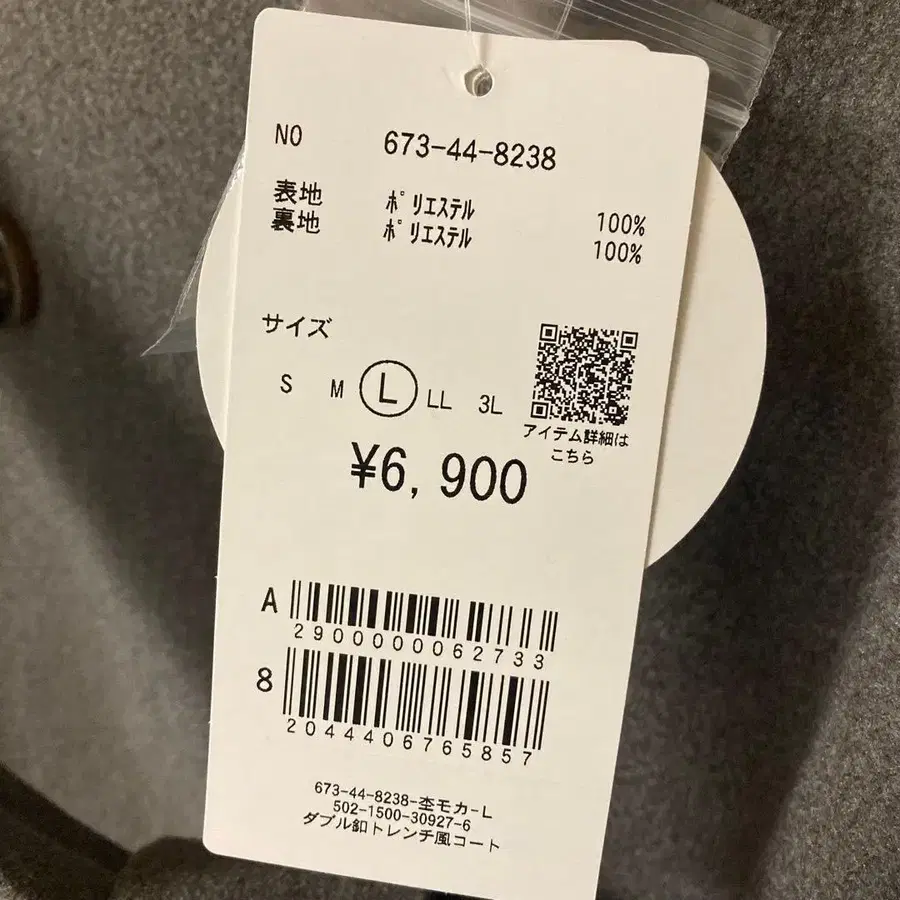 NO 673-44-8238
表地 ポリエステル 100%
裏地 ポリエステル 100%
サイズ
S M L LL 3L
アイテム詳細は
こちら
¥6,900
A
2900000062733
8
2044406765857
673-44-8238-杢モカ-L
502-1500-30927-6
ダブル釦トレンチ風コート